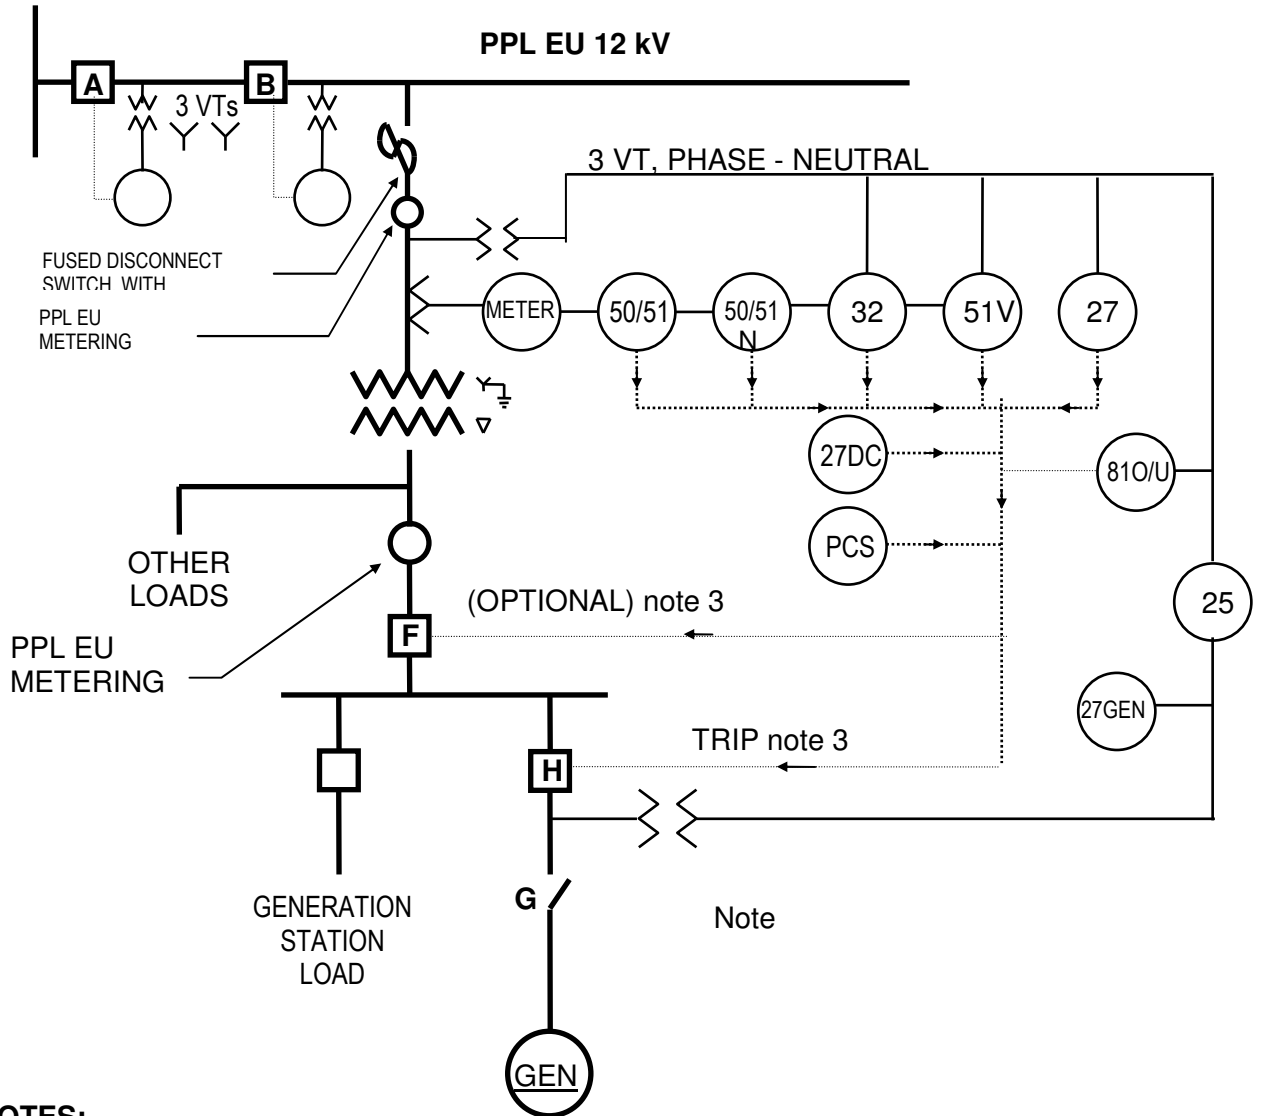 PPL EU 12 kV
A
B
3 VTs
3 VT, PHASE - NEUTRAL
FUSED DISCONNECT
SWITCH WITH
PPL EU
METERING
METER
50/51
50/51
N
32
51V
27
27DC
81O/U
PCS
OTHER
LOADS
(OPTIONAL) note 3
25
F
PPL EU
METERING
27GEN
TRIP note 3
H
G
GENERATION
STATION
LOAD
Note
GEN
OTES: